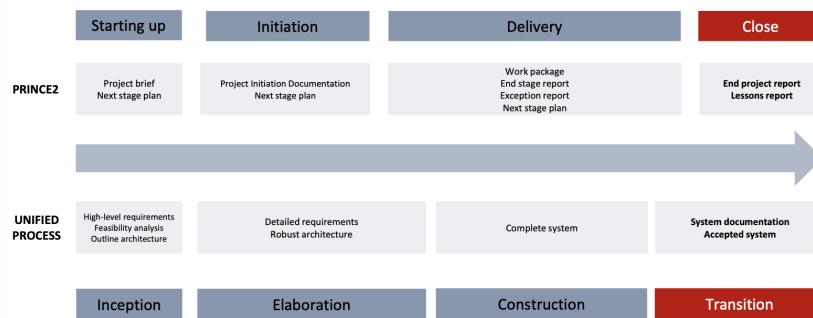 Starting up
Initiation
Delivery
Close
PRINCE2
Project brief
Next stage plan
Project Initiation Documentation
Next stage plan
Work package
End stage report
Exception report
Next stage plan
End project report
Lessons report
UNIFIED
PROCESS
High-level requirements
Feasibility analysis
Outline architecture
Detailed requirements
Robust architecture
Complete system
System documentation
Accepted system
Inception
Elaboration
Construction
Transition